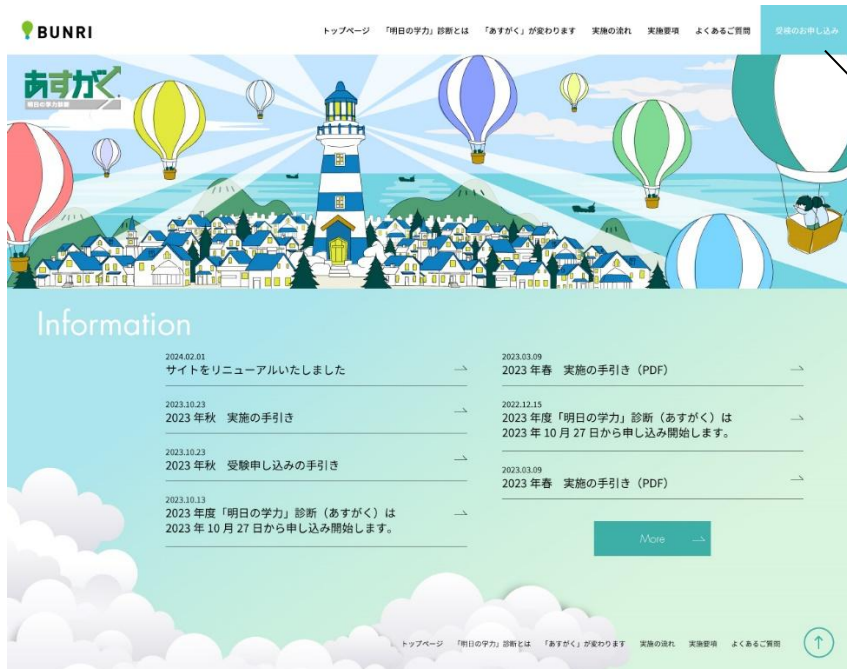 BUNRI
トップページ 「明日の学力」診断とは 「あすがく」が変わります 実施の流れ 実施要項 よくあるご質問 受検のお申し込み
あすがく
明日の学力診断
Information
2024.02.01
サイトをリニューアルいたしました
2023.10.23
2023 年秋 実施の手引き
2023.10.23
2023 年秋 受験申し込みの手引き
2023.10.13
2023 年度「明日の学力」診断（あすがく）は
2023 年 10 月 27 日から申し込み開始します。
2023.03.09
2023 年春 実施の手引き（PDF）
2022.12.15
2023 年度「明日の学力」診断（あすがく）は
2023 年 10 月 27 日から申し込み開始します。
2023.03.09
2023 年春 実施の手引き（PDF）
More
トップページ 「明日の学力」診断とは 「あすがく」が変わります 実施の流れ 実施要項 よくあるご質問